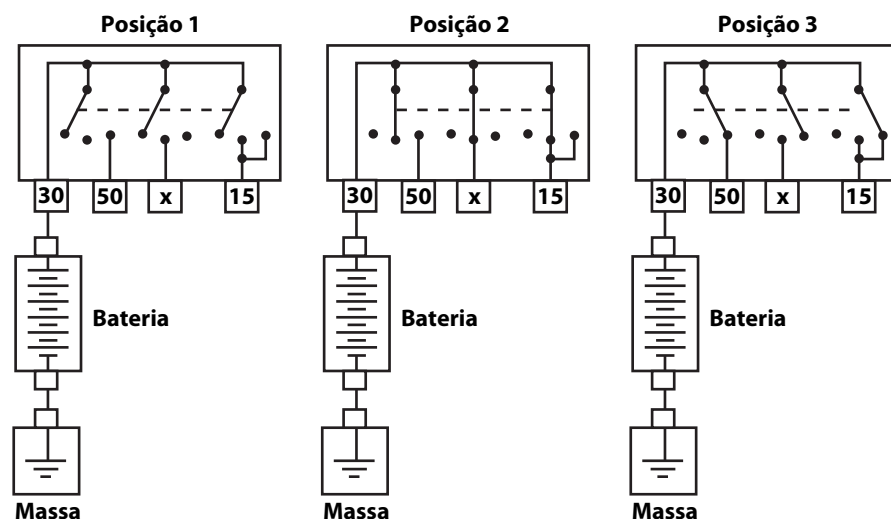 Posição 1 Posição 2 Posição 3
30 50 x 15 30 50 x 15 30 50 x 15
Bateria Bateria Bateria
Massa Massa Massa